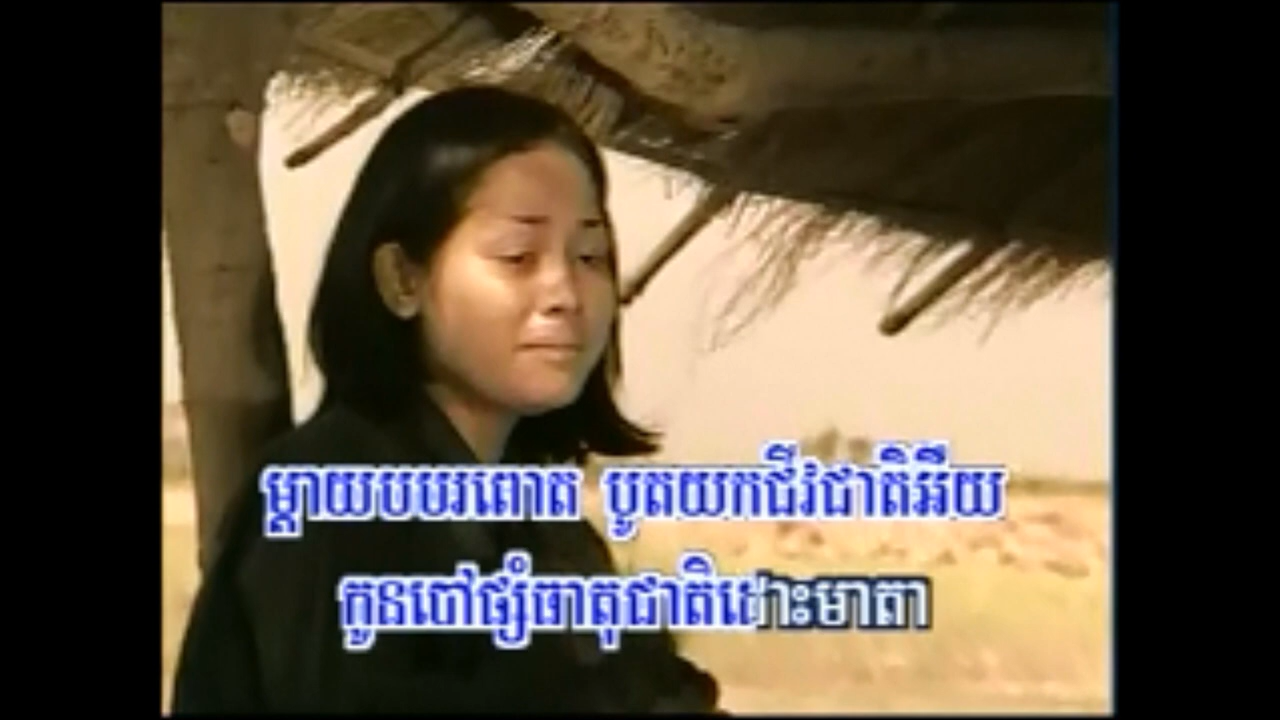 ម្ដាយបបរពោត បូតយកជីវជាតិអីយ
កូនចៅផ្សំធាតុជាតិដោះមាតា